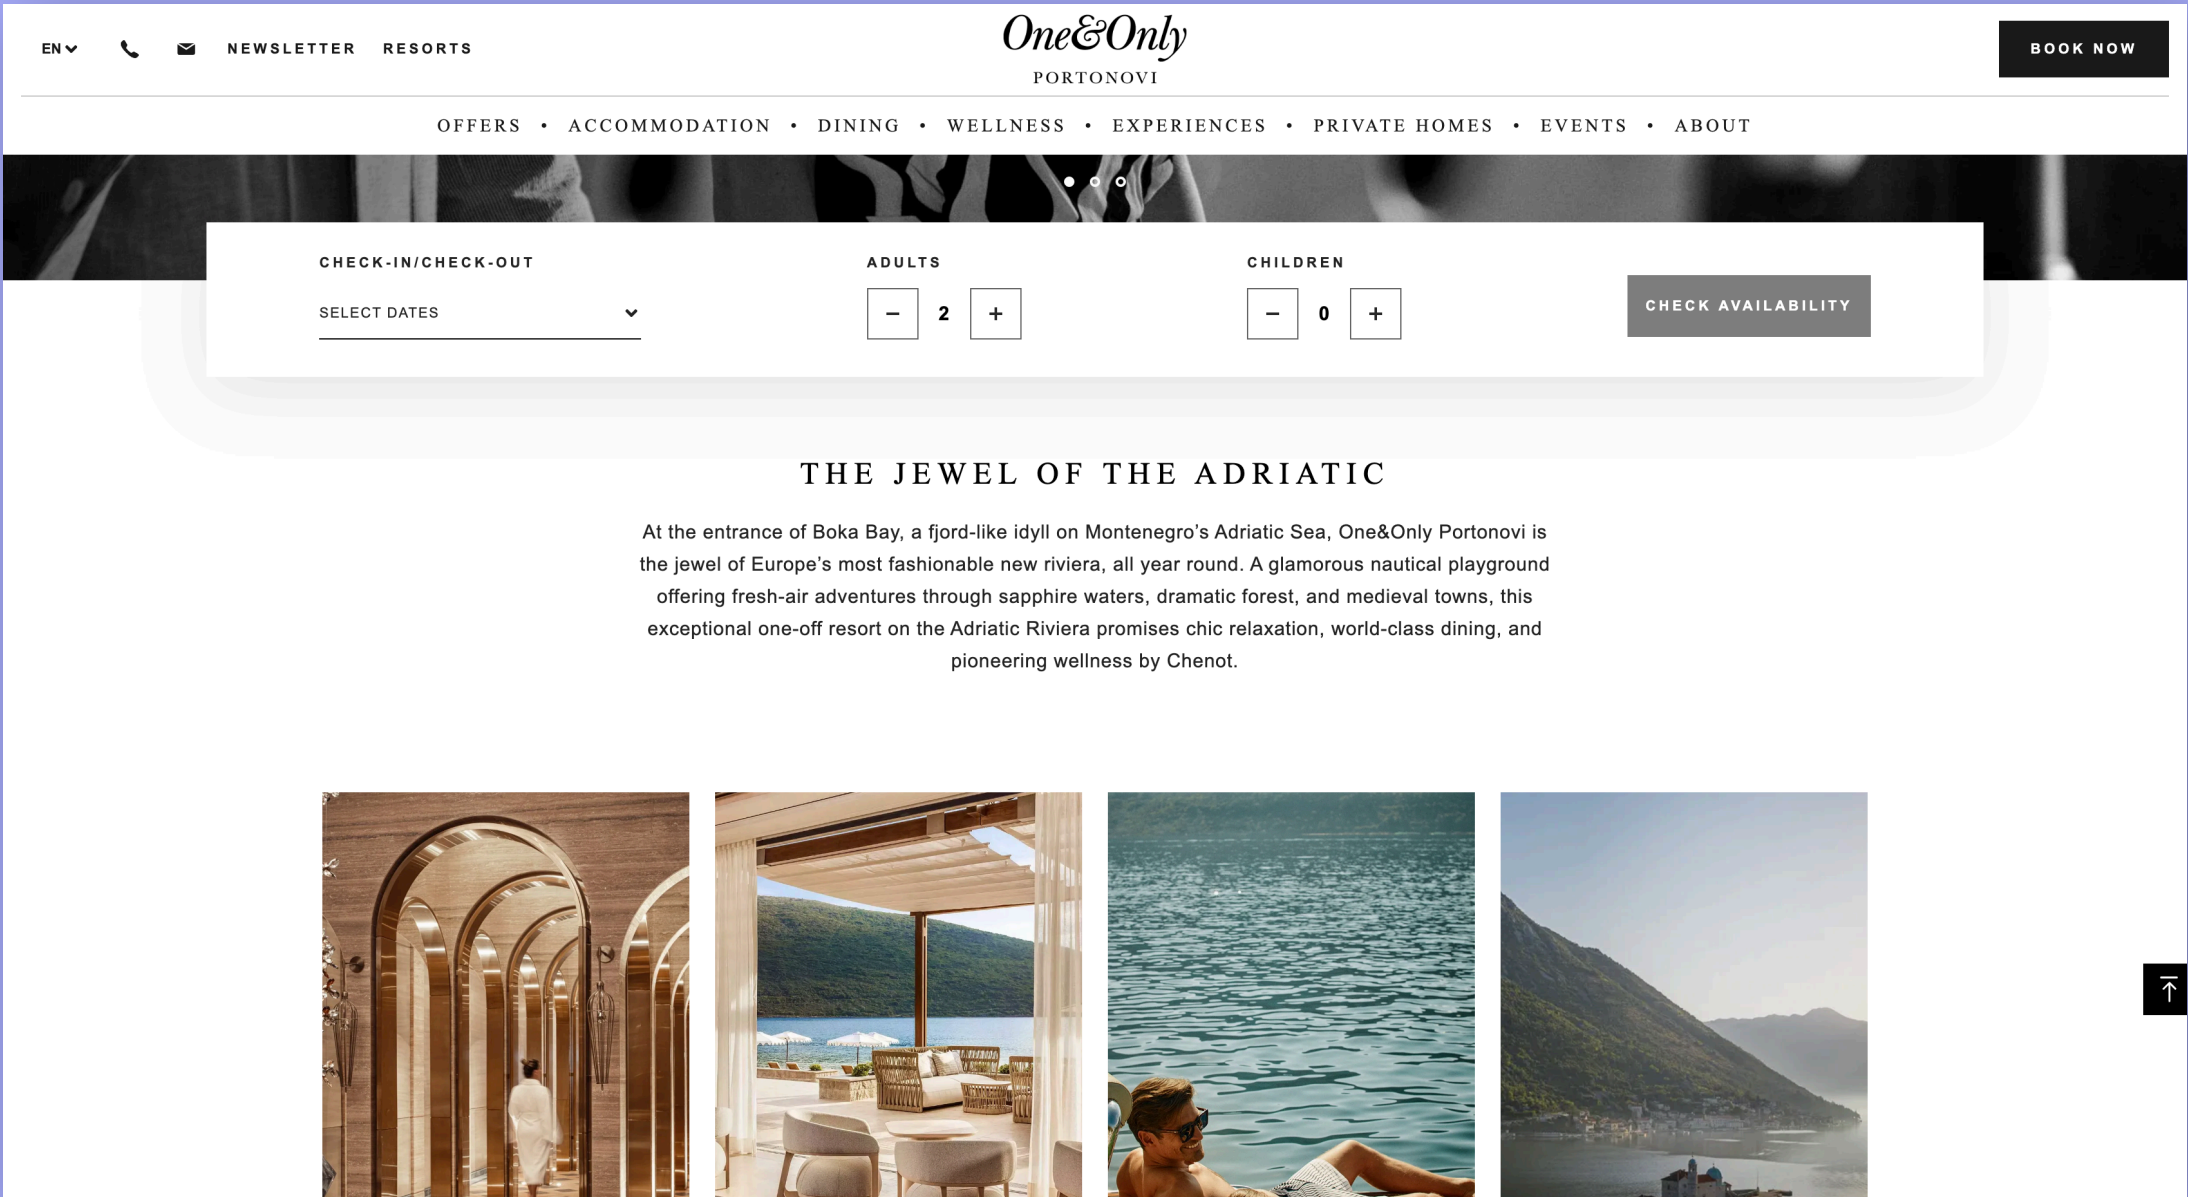 EN
NEWSLETTER
RESORTS
One&Only
PORTONOVI
BOOK NOW
OFFERS • ACCOMMODATION • DINING • WELLNESS • EXPERIENCES • PRIVATE HOMES • EVENTS • ABOUT
CHECK-IN/CHECK-OUT
SELECT DATES
ADULTS
− 2 +
CHILDREN
− 0 +
CHECK AVAILABILITY
THE JEWEL OF THE ADRIATIC
At the entrance of Boka Bay, a fjord-like idyll on Montenegro’s Adriatic Sea, One&Only Portonovi is
the jewel of Europe’s most fashionable new riviera, all year round. A glamorous nautical playground
offering fresh-air adventures through sapphire waters, dramatic forest, and medieval towns, this
exceptional one-off resort on the Adriatic Riviera promises chic relaxation, world-class dining, and
pioneering wellness by Chenot.